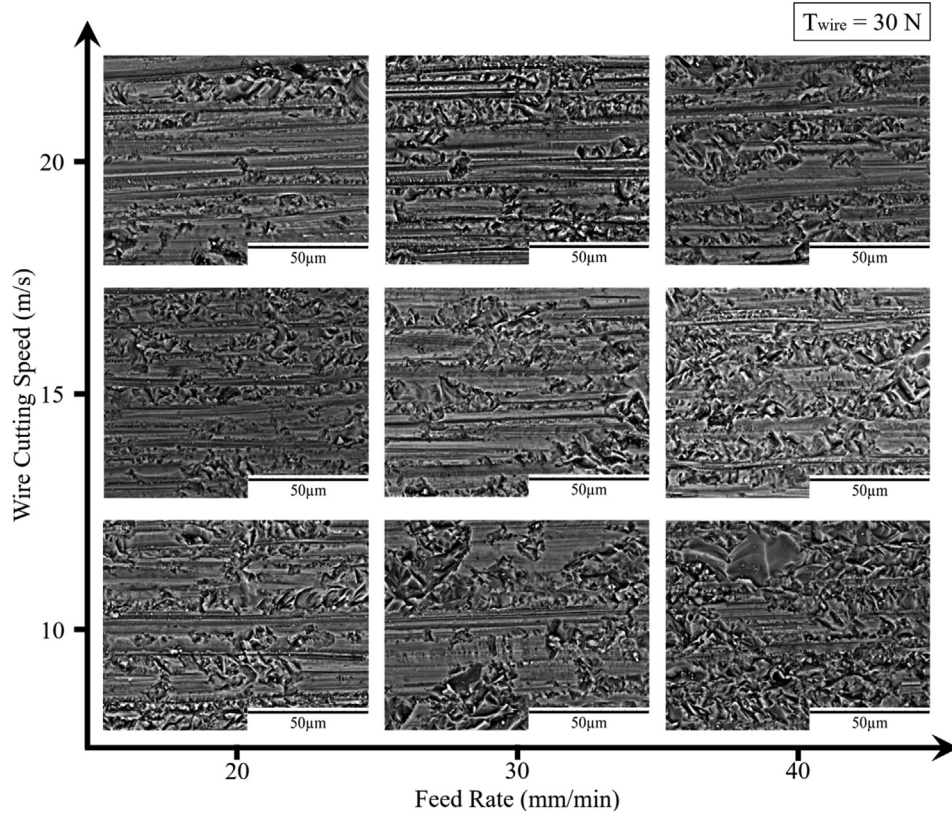 Twire = 30 N
Wire Cutting Speed (m/s)
20
50µm
50µm
50µm
15
50µm
50µm
50µm
10
50µm
50µm
50µm
20
30
40
Feed Rate (mm/min)